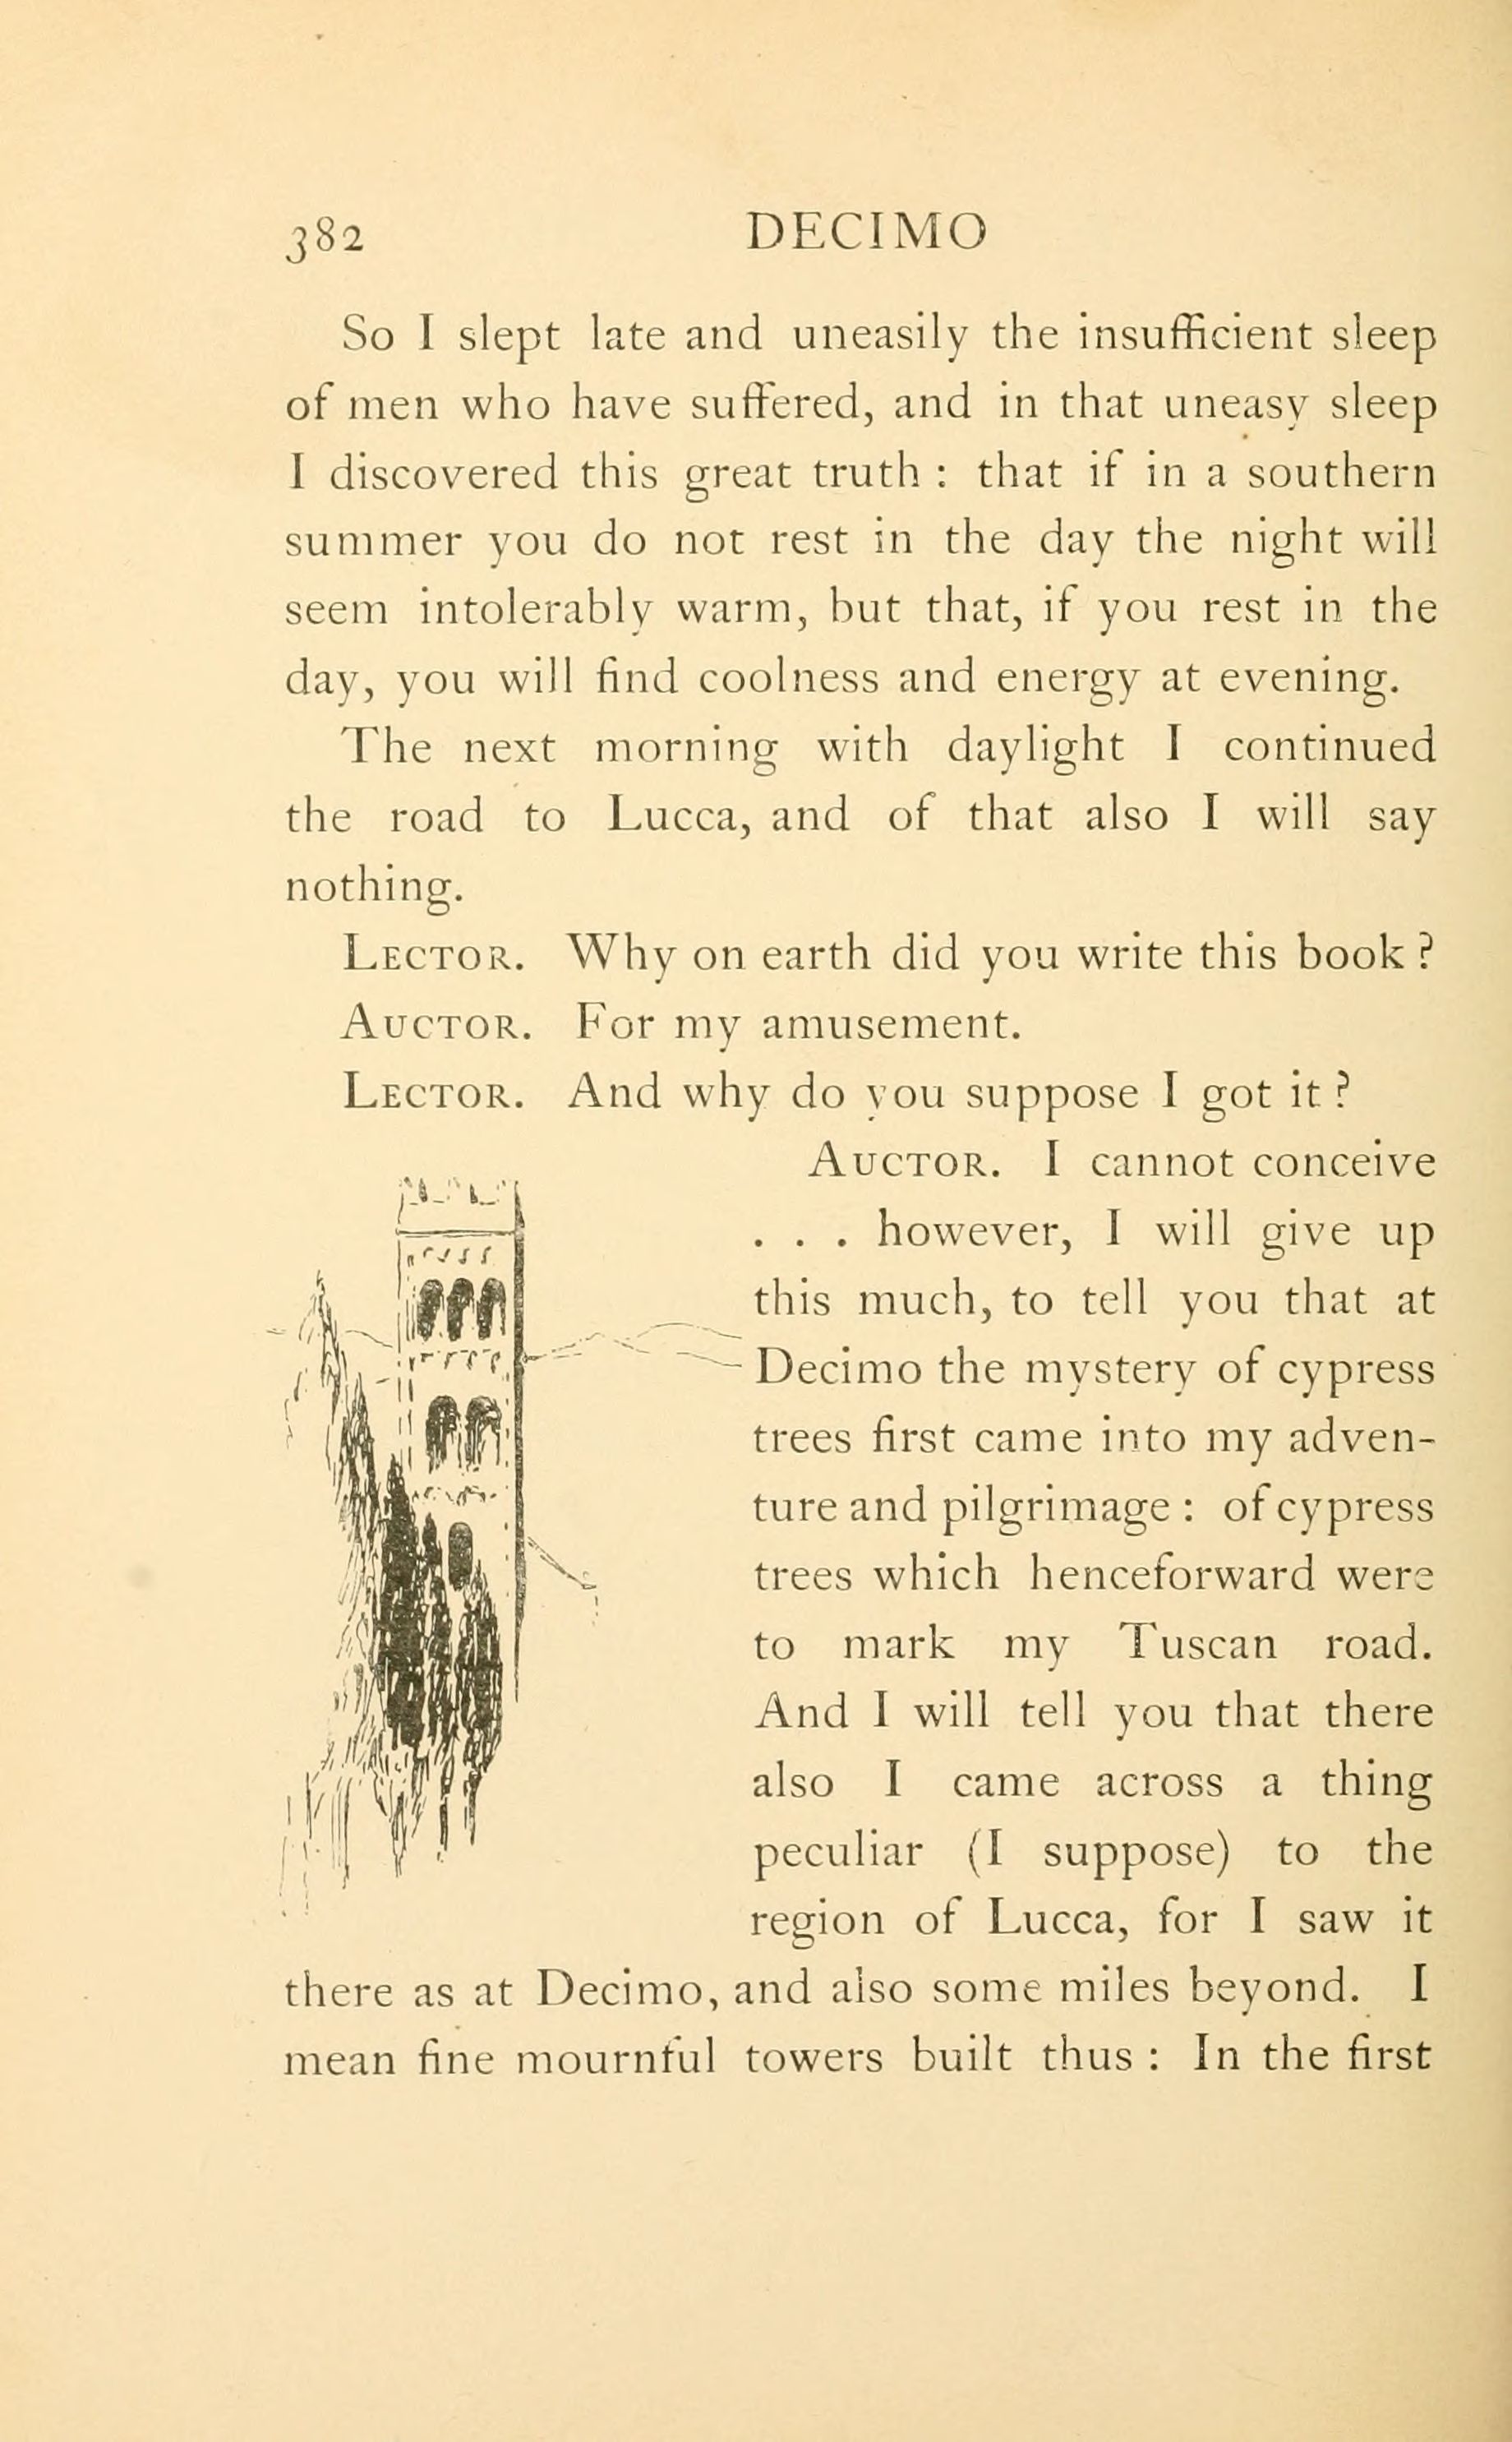 382 DECIMO
So I slept late and uneasily the insufficient sleep
of men who have suffered, and in that uneasy sleep
I discovered this great truth : that if in a southern
summer you do not rest in the day the night will
seem intolerably warm, but that, if you rest in the
day, you will find coolness and energy at evening.
The next morning with daylight I continued
the road to Lucca, and of that also I will say
nothing.
LECTOR. Why on earth did you write this book ?
AUCTOR. For my amusement.
LECTOR. And why do you suppose I got it ?
AUCTOR. I cannot conceive
. . . however, I will give up
this much, to tell you that at
Decimo the mystery of cypress
trees first came into my adven-
ture and pilgrimage : of cypress
trees which henceforward were
to mark my Tuscan road.
And I will tell you that there
also I came across a thing
peculiar (I suppose) to the
region of Lucca, for I saw it
there as at Decimo, and also some miles beyond. I
mean fine mournful towers built thus : In the first